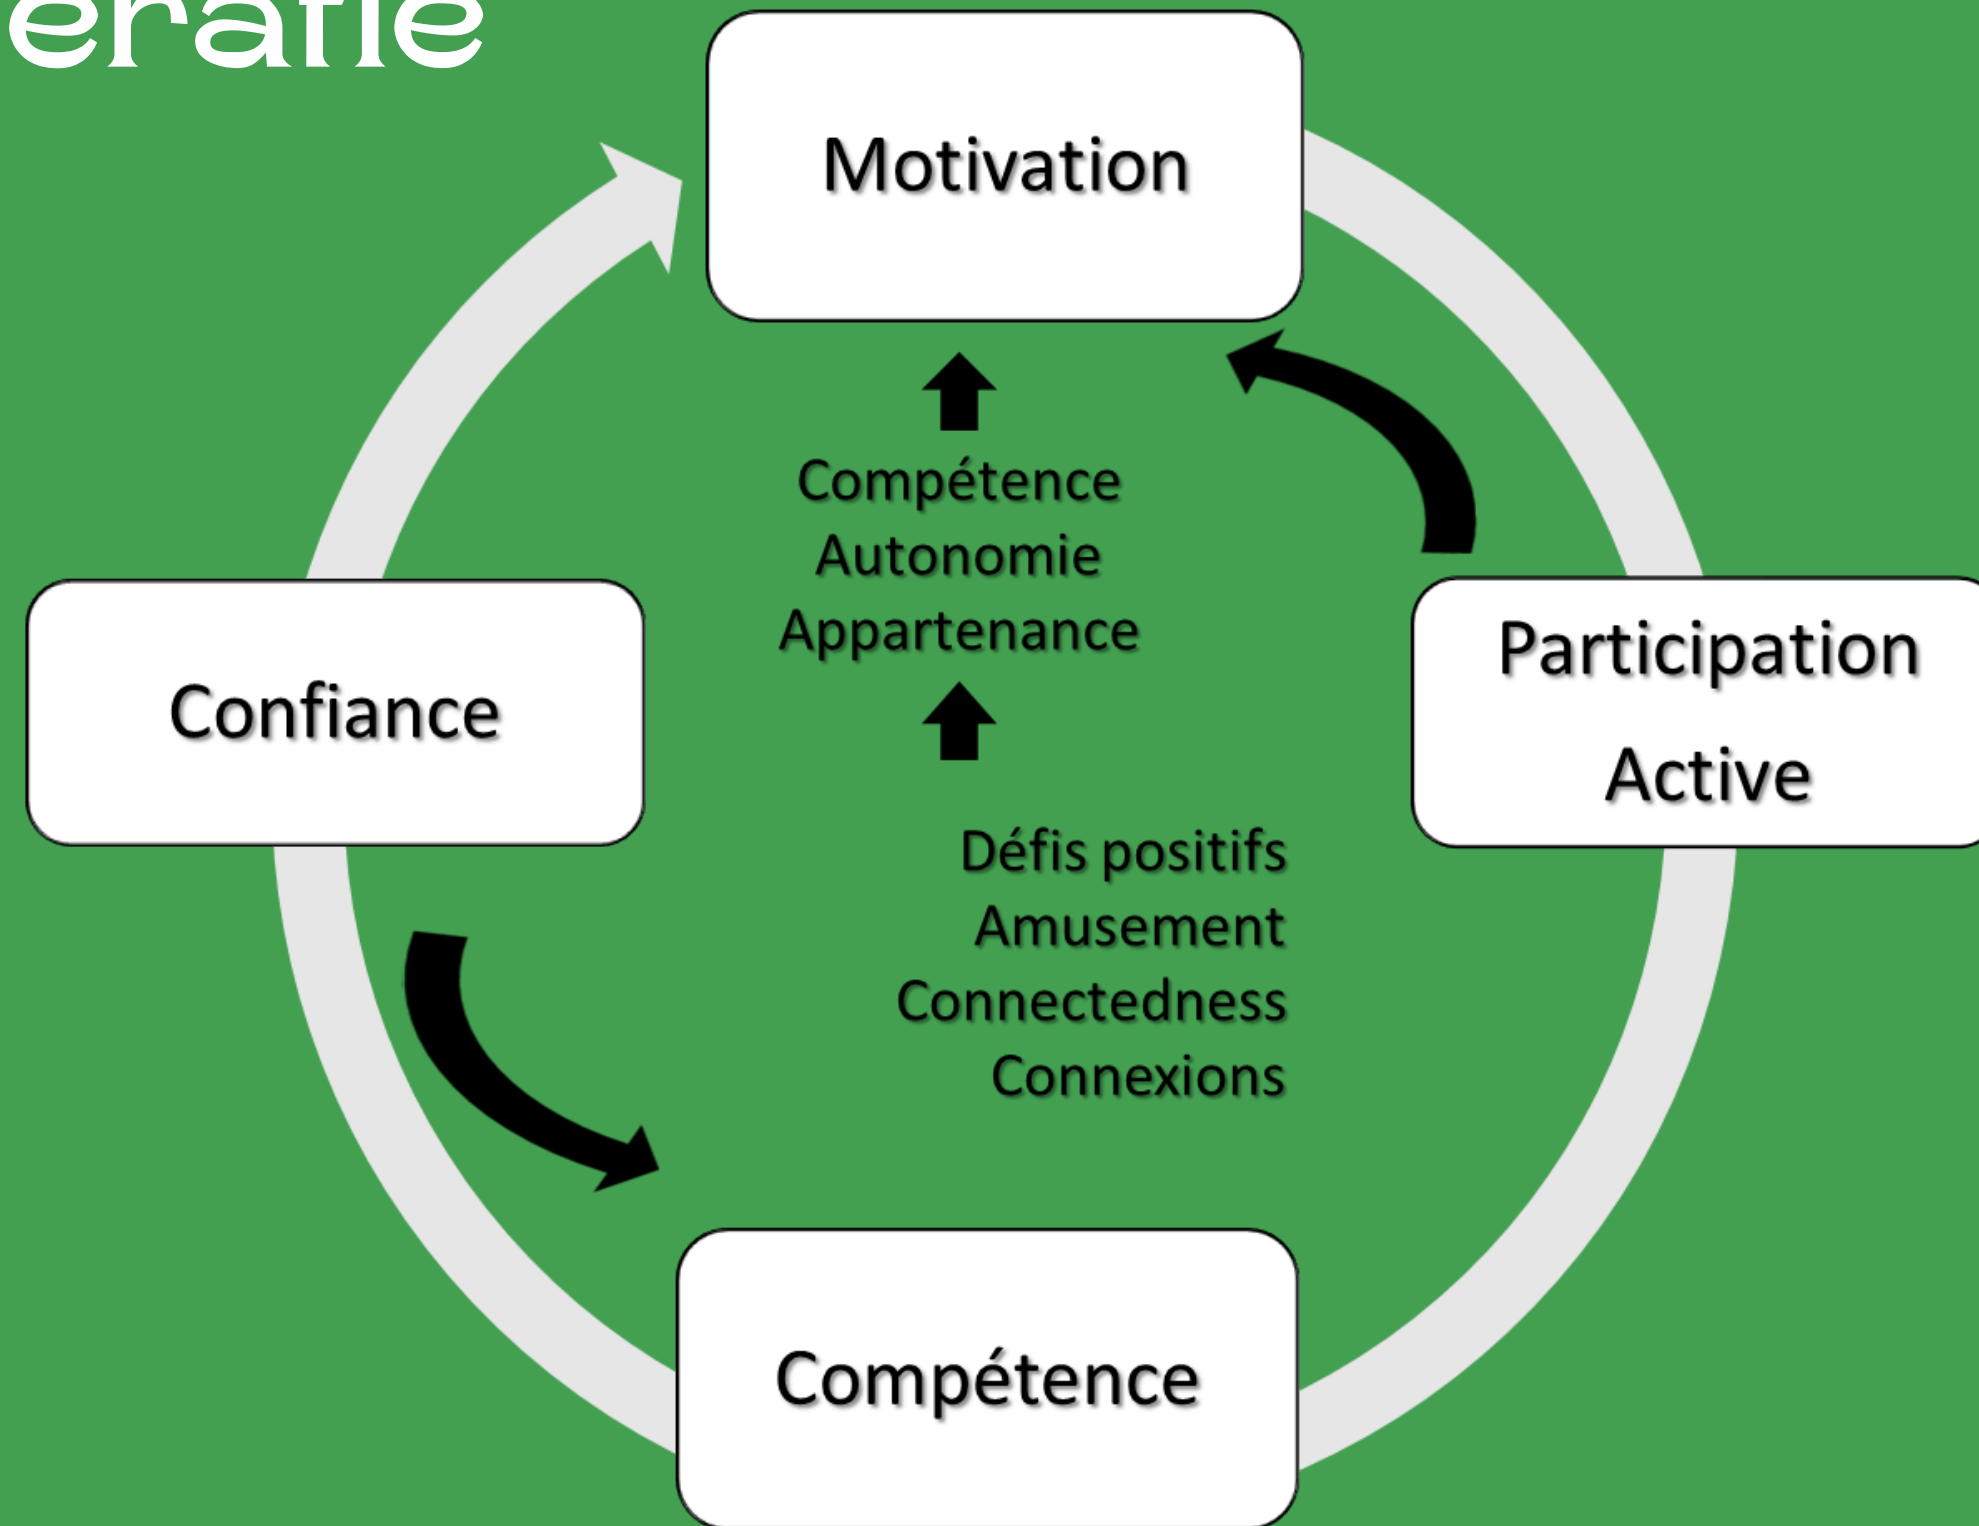 Motivation
Compétence
Autonomie
Appartenance
Confiance
Participation
Active
Défis positifs
Amusement
Connectedness
Connexions
Compétence